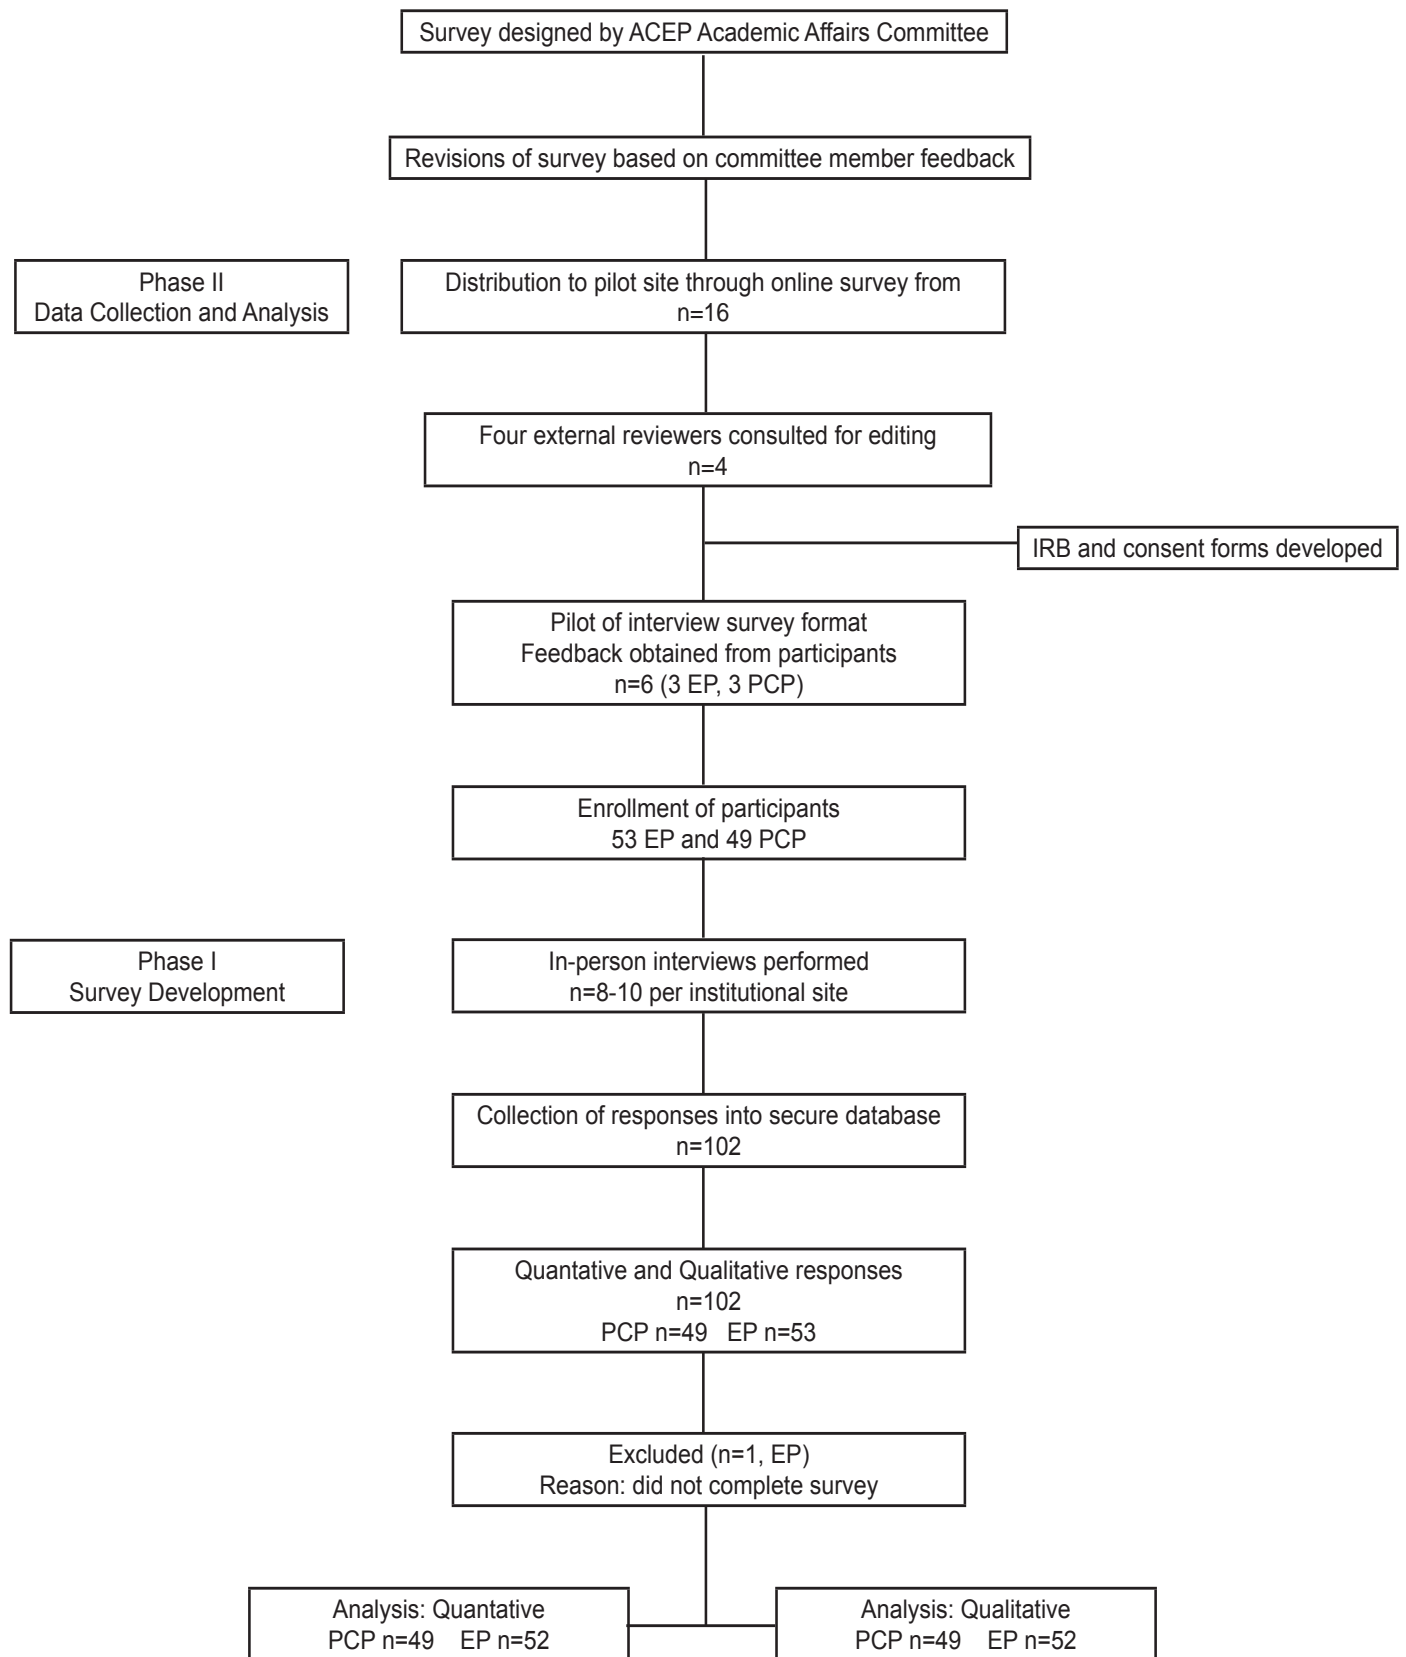 Survey designed by ACEP Academic Affairs Committee
Revisions of survey based on committee member feedback
Phase II
Data Collection and Analysis
Distribution to pilot site through online survey from
n=16
Four external reviewers consulted for editing
n=4
IRB and consent forms developed
Pilot of interview survey format
Feedback obtained from participants
n=6 (3 EP, 3 PCP)
Enrollment of participants
53 EP and 49 PCP
Phase I
Survey Development
In-person interviews performed
n=8-10 per institutional site
Collection of responses into secure database
n=102
Quantative and Qualitative responses
n=102
PCP n=49 EP n=53
Excluded (n=1, EP)
Reason: did not complete survey
Analysis: Quantative
PCP n=49 EP n=52
Analysis: Qualitative
PCP n=49 EP n=52